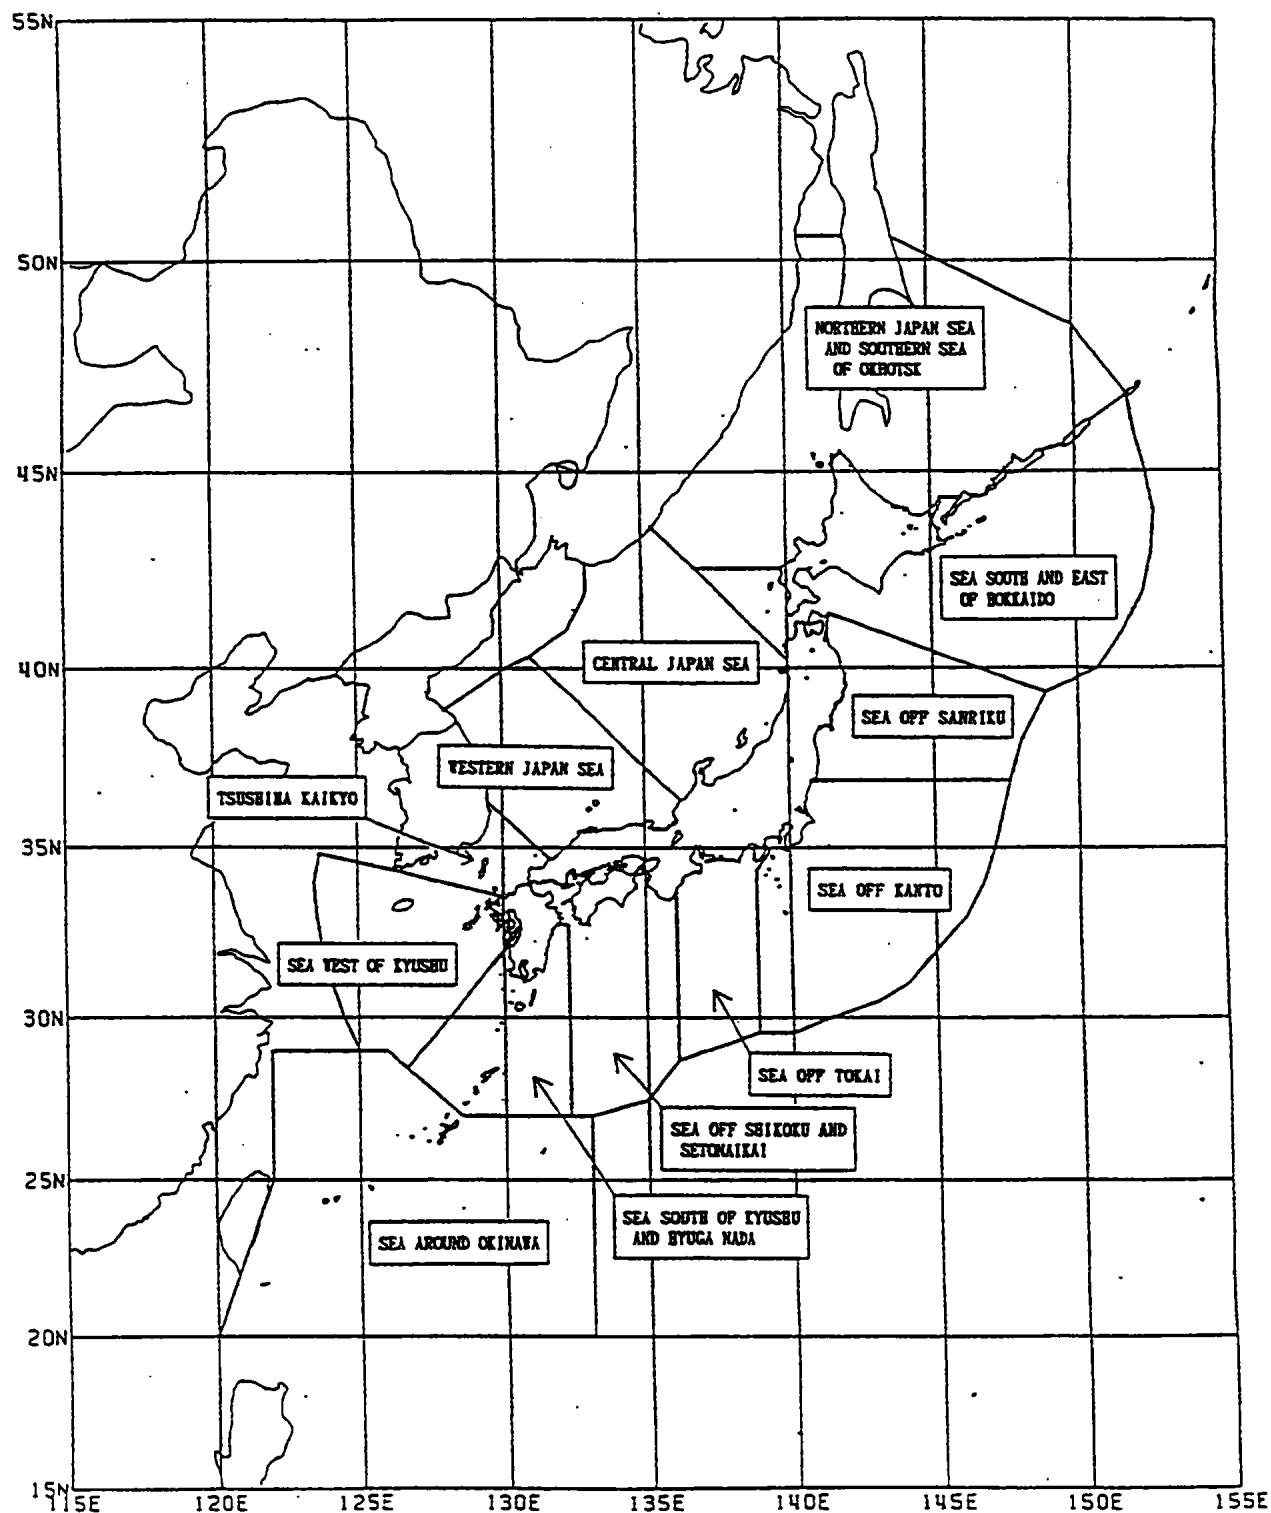 55N
50N
NORTHERN JAPAN SEA
AND SOUTHERN SEA
OF OKHOTSK
45N
SEA SOUTH AND EAST
OF HOKKAIDO
CENTRAL JAPAN SEA
40N
SEA OFF SANRIKU
WESTERN JAPAN SEA
TSUSHIMA KAIKYO
35N
SEA OFF KANTO
SEA WEST OF KYUSHU
30N
SEA OFF TOKAI
SEA OFF SHIKOKU AND
SETONAIKAI
25N
SEA SOUTH OF KYUSHU
AND HYUGA NADA
SEA AROUND OKINAWA
20N
15N
115E 120E 125E 130E 135E 140E 145E 150E 155E